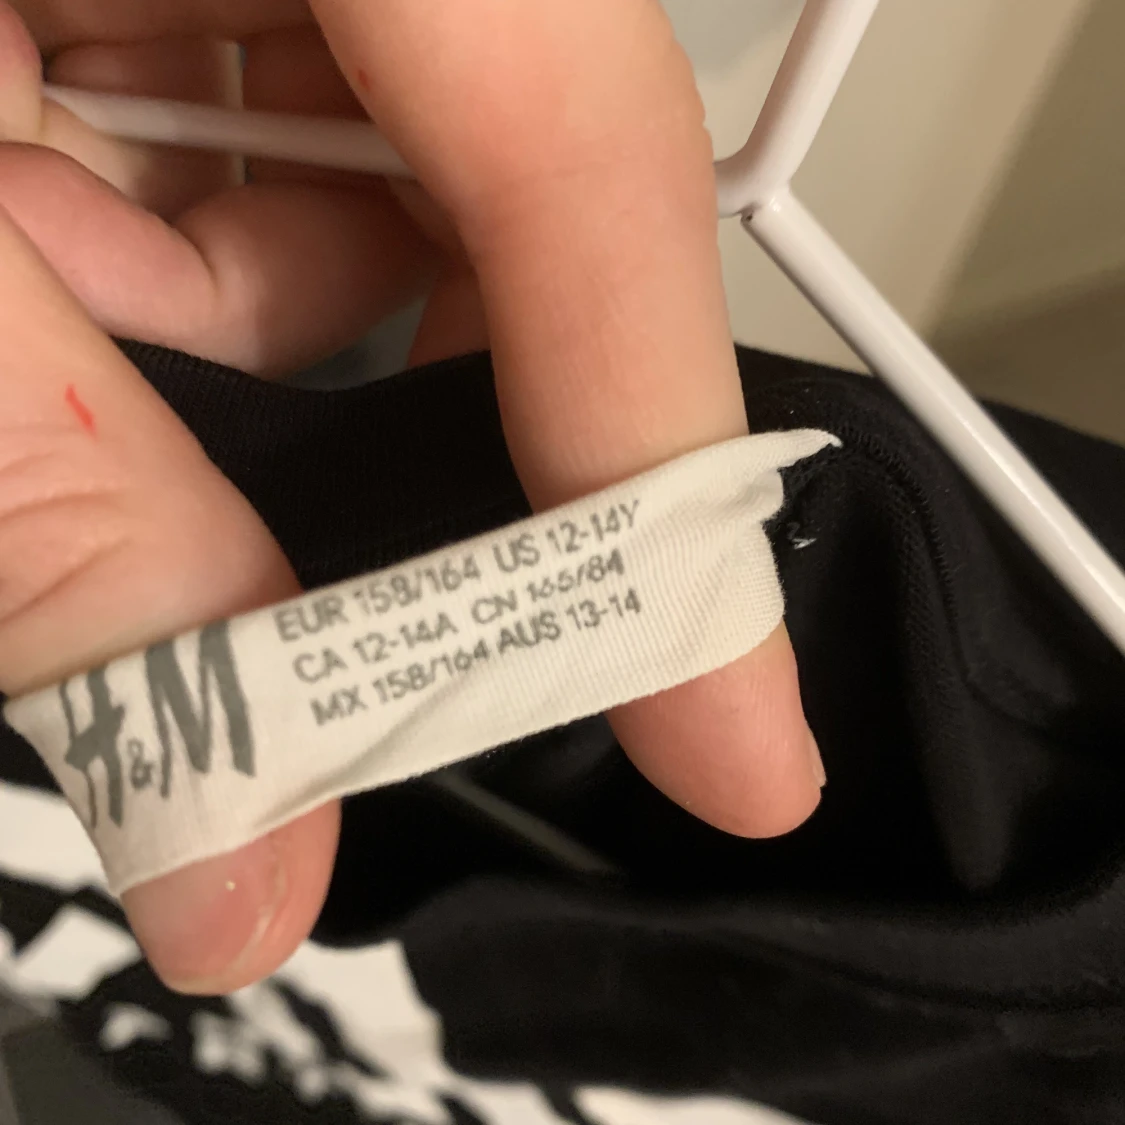 H&M
EUR 158/164 US 12-14Y
CA 12-14A CN 165/84
MX 158/164 AUS 13-14